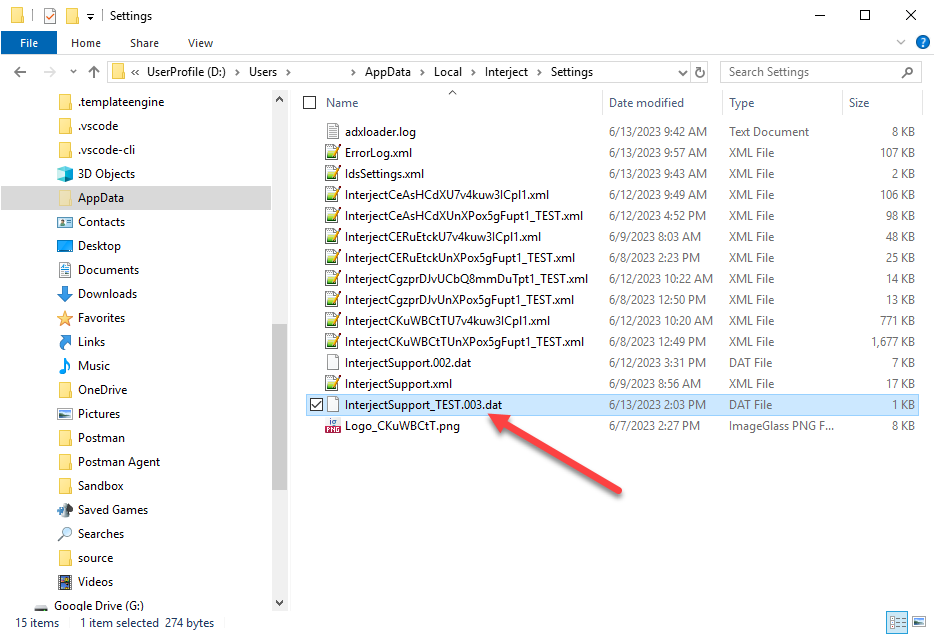 Settings
File Home Share View
« UserProfile (D:) > Users > > AppData > Local > Interject > Settings
Search Settings
.templateengine
.vscode
.vscode-cli
3D Objects
AppData
Contacts
Desktop
Documents
Downloads
Favorites
Links
Music
OneDrive
Pictures
Postman
Postman Agent
Sandbox
Saved Games
Searches
source
Videos
Google Drive (G:)
Name Date modified Type Size
adxloader.log 6/13/2023 9:42 AM Text Document 8 KB
ErrorLog.xml 6/13/2023 9:57 AM XML File 107 KB
IdsSettings.xml 6/13/2023 9:43 AM XML File 2 KB
InterjectCeAsHCdXU7v4kuw3lCpI1.xml 6/12/2023 9:49 AM XML File 106 KB
InterjectCeAsHCdXUnXPox5gFupt1_TEST.xml 6/12/2023 4:52 PM XML File 98 KB
InterjectCERuEtckU7v4kuw3lCpI1.xml 6/9/2023 8:03 AM XML File 48 KB
InterjectCERuEtckUnXPox5gFupt1_TEST.xml 6/8/2023 2:23 PM XML File 25 KB
InterjectCgzprDJvUCbQ8mmDuTpt1_TEST.xml 6/12/2023 10:22 AM XML File 14 KB
InterjectCgzprDJvUnXPox5gFupt1_TEST.xml 6/8/2023 12:50 PM XML File 13 KB
InterjectCKuWBCtTU7v4kuw3lCpI1.xml 6/12/2023 10:20 AM XML File 771 KB
InterjectCKuWBCtTUnXPox5gFupt1_TEST.xml 6/8/2023 12:49 PM XML File 1,677 KB
InterjectSupport.002.dat 6/12/2023 3:31 PM DAT File 7 KB
InterjectSupport.xml 6/9/2023 8:56 AM XML File 17 KB
InterjectSupport_TEST.003.dat 6/13/2023 2:03 PM DAT File 1 KB
Logo_CKuWBCtT.png 6/7/2023 2:27 PM ImageGlass PNG F... 8 KB
15 items 1 item selected 274 bytes